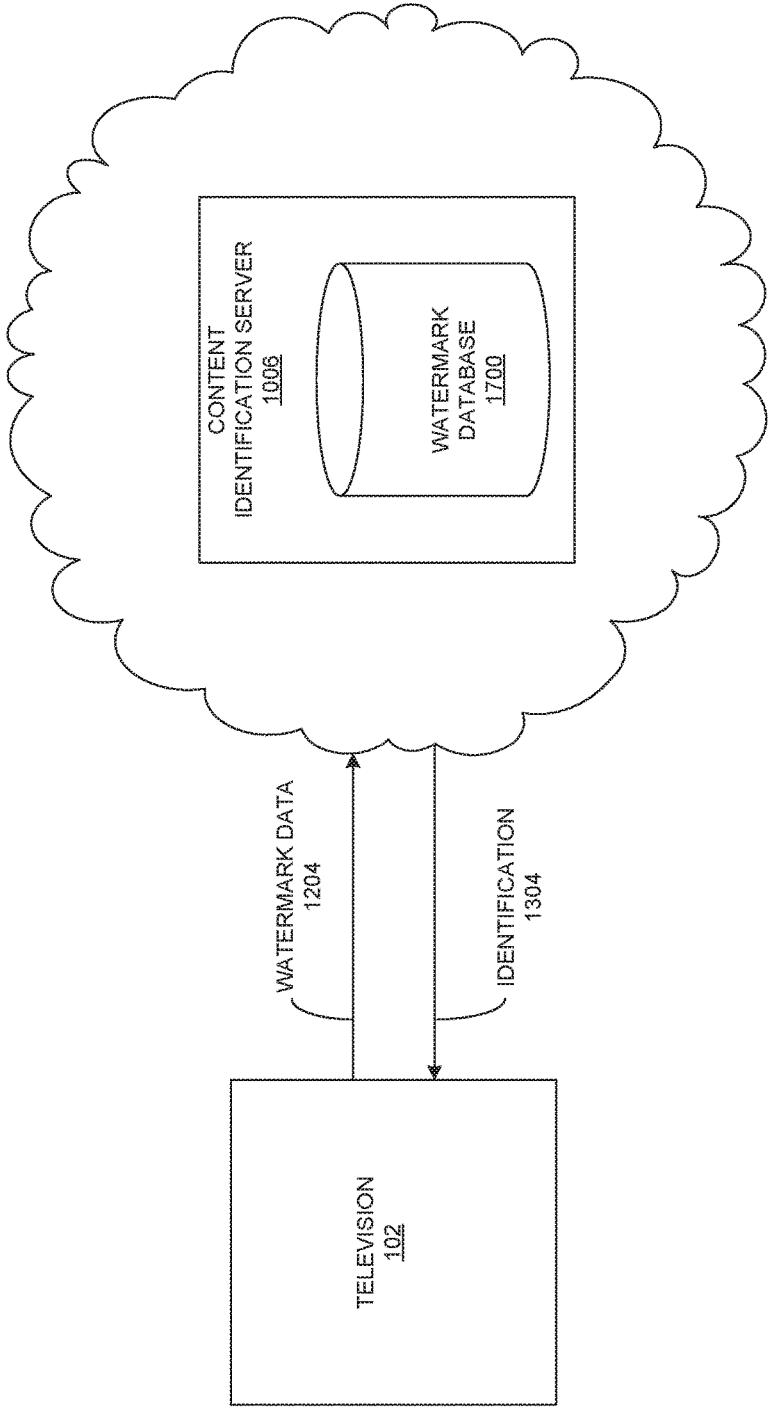 TELEVISION
102
WATERMARK DATA
1204
IDENTIFICATION
1304
CONTENT
IDENTIFICATION SERVER
1006
WATERMARK
DATABASE
1700